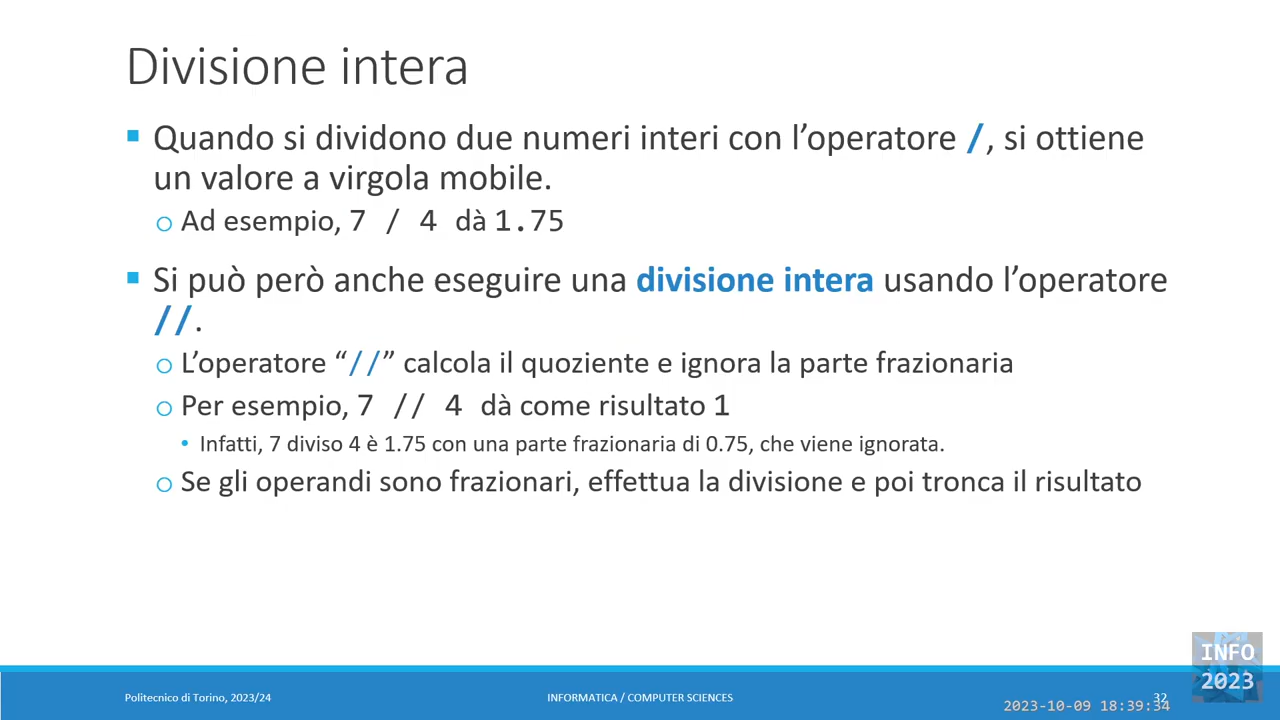 Divisione intera
▪ Quando si dividono due numeri interi con l’operatore /, si ottiene
un valore a virgola mobile.
o Ad esempio, 7 / 4 dà 1.75
▪ Si può però anche eseguire una divisione intera usando l’operatore
//.
o L’operatore “//” calcola il quoziente e ignora la parte frazionaria
o Per esempio, 7 // 4 dà come risultato 1
• Infatti, 7 diviso 4 è 1.75 con una parte frazionaria di 0.75, che viene ignorata.
o Se gli operandi sono frazionari, effettua la divisione e poi tronca il risultato
INFO
2023
Politecnico di Torino, 2023/24
INFORMATICA / COMPUTER SCIENCES
32
2023-10-09 18:39:34